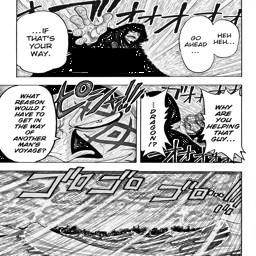 HEH
HEH...
GO
AHEAD
...
...IF
THAT'S
YOUR
WAY.
WHY
ARE YOU
HELPING
THAT
GUY...
DRAGON!?
WHAT
REASON
WOULD I
HAVE TO
GET IN THE
WAY OF
ANOTHER
MAN'S
VOYAGE?